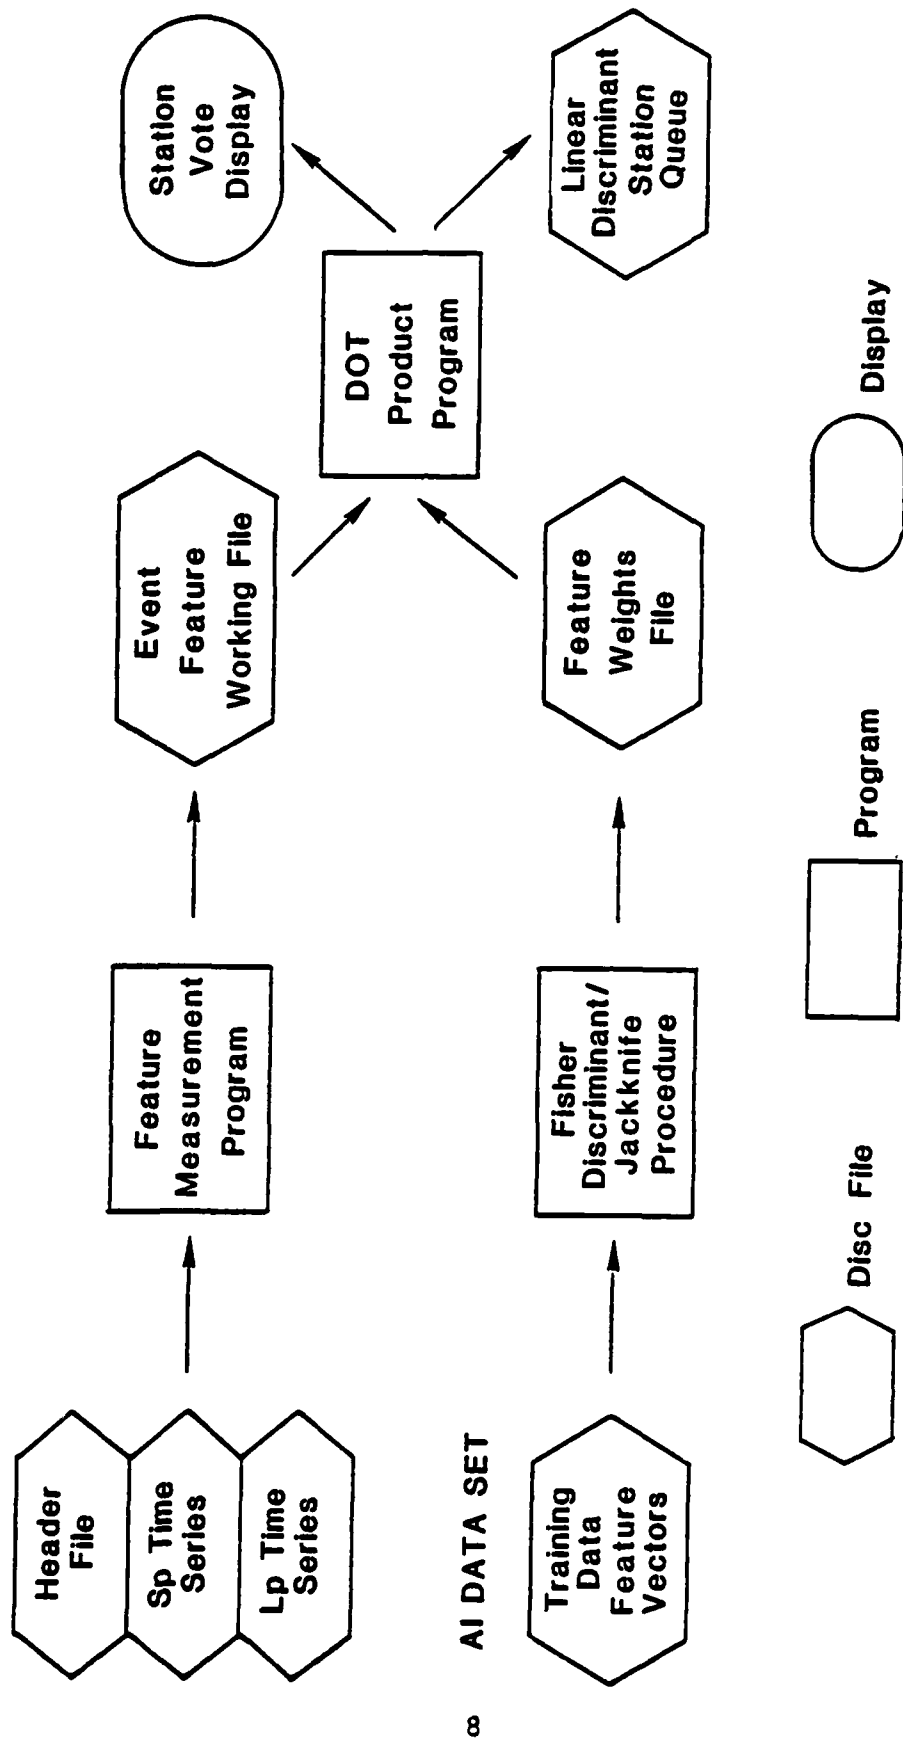 Header
File
Sp Time
Series
Lp Time
Series
AI DATA SET
Feature
Measurement
Program
Event
Feature
Working File
Station
Vote
Display
DOT
Product
Program
Training
Data
Feature
Vectors
Fisher
Discriminant/
Jackknife
Procedure
Feature
Weights
File
Linear
Discriminant
Station
Queue
Disc File
Program
Display
8